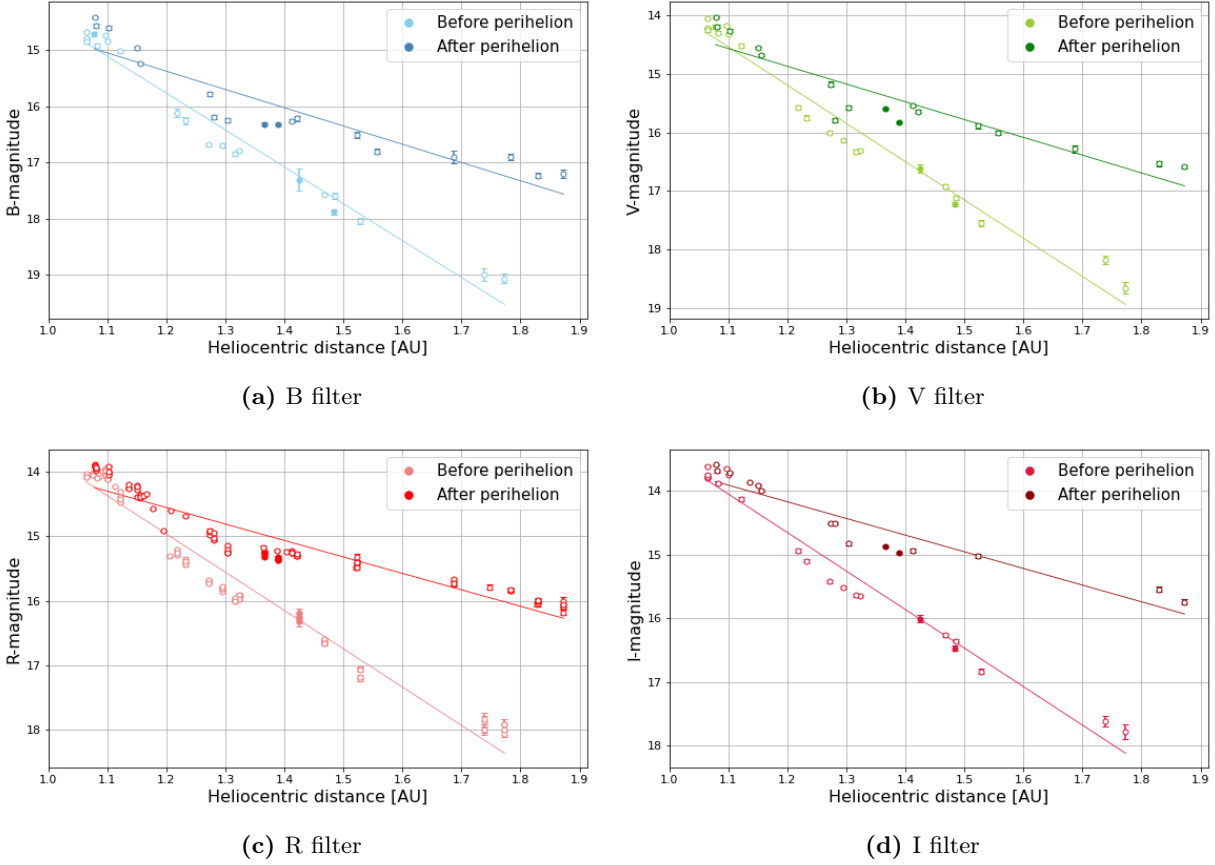 Before perihelion
After perihelion
B-magnitude
15
16
17
18
19
1.0 1.1 1.2 1.3 1.4 1.5 1.6 1.7 1.8 1.9
Heliocentric distance [AU]
(a) B filter
Before perihelion
After perihelion
V-magnitude
14
15
16
17
18
19
1.0 1.1 1.2 1.3 1.4 1.5 1.6 1.7 1.8 1.9
Heliocentric distance [AU]
(b) V filter
Before perihelion
After perihelion
R-magnitude
14
15
16
17
18
1.0 1.1 1.2 1.3 1.4 1.5 1.6 1.7 1.8 1.9
Heliocentric distance [AU]
(c) R filter
Before perihelion
After perihelion
I-magnitude
14
15
16
17
18
1.0 1.1 1.2 1.3 1.4 1.5 1.6 1.7 1.8 1.9
Heliocentric distance [AU]
(d) I filter